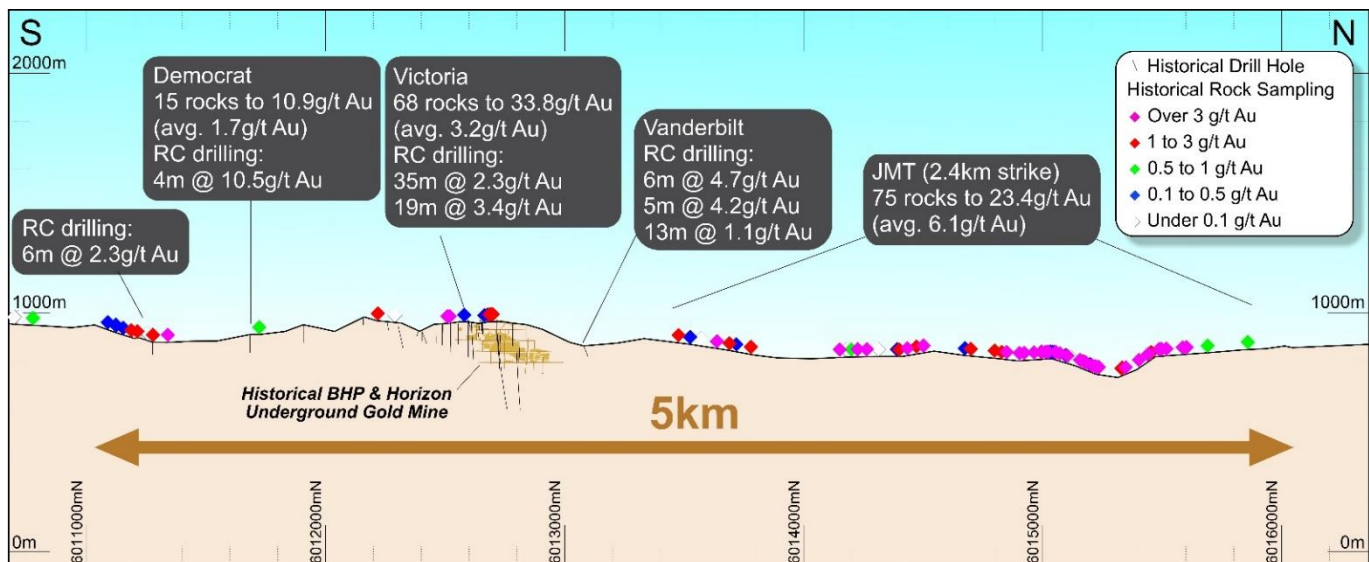 S
N
2000m
Democrat
15 rocks to 10.9g/t Au
(avg. 1.7g/t Au)
RC drilling:
4m @ 10.5g/t Au
Victoria
68 rocks to 33.8g/t Au
(avg. 3.2g/t Au)
RC drilling:
35m @ 2.3g/t Au
19m @ 3.4g/t Au
Vanderbilt
RC drilling:
6m @ 4.7g/t Au
5m @ 4.2g/t Au
13m @ 1.1g/t Au
JMT (2.4km strike)
75 rocks to 23.4g/t Au
(avg. 6.1g/t Au)
Historical Drill Hole
Historical Rock Sampling
Over 3 g/t Au
1 to 3 g/t Au
0.5 to 1 g/t Au
0.1 to 0.5 g/t Au
Under 0.1 g/t Au
RC drilling:
6m @ 2.3g/t Au
1000m
1000m
Historical BHP & Horizon
Underground Gold Mine
5km
0m
6011000mN
6012000mN
6013000mN
6014000mN
6015000mN
6016000mN
0m